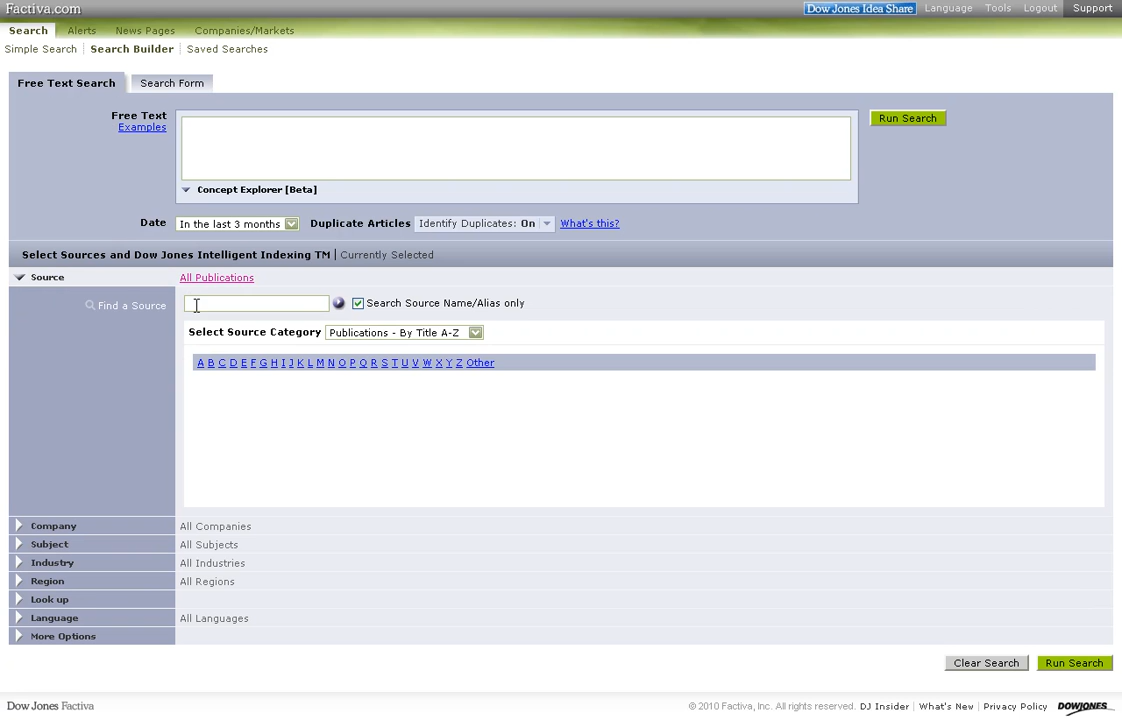 Factiva.com
Dow Jones Idea Share Language Tools Logout Support
Search Alerts News Pages Companies/Markets
Simple Search Search Builder Saved Searches
Free Text Search Search Form
Free Text
Examples
Run Search
Concept Explorer [Beta]
Date In the last 3 months Duplicate Articles Identify Duplicates: On What's this?
Select Sources and Dow Jones Intelligent Indexing TM | Currently Selected
Source All Publications
Find a Source Search Source Name/Alias only
Select Source Category Publications - By Title A-Z
A B C D E F G H I J K L M N O P Q R S T U V W X Y Z Other
Company All Companies
Subject All Subjects
Industry All Industries
Region All Regions
Look up
Language All Languages
More Options
Clear Search Run Search
Dow Jones Factiva © 2010 Factiva, Inc. All rights reserved. DJ Insider | What's New | Privacy Policy DOWJONES